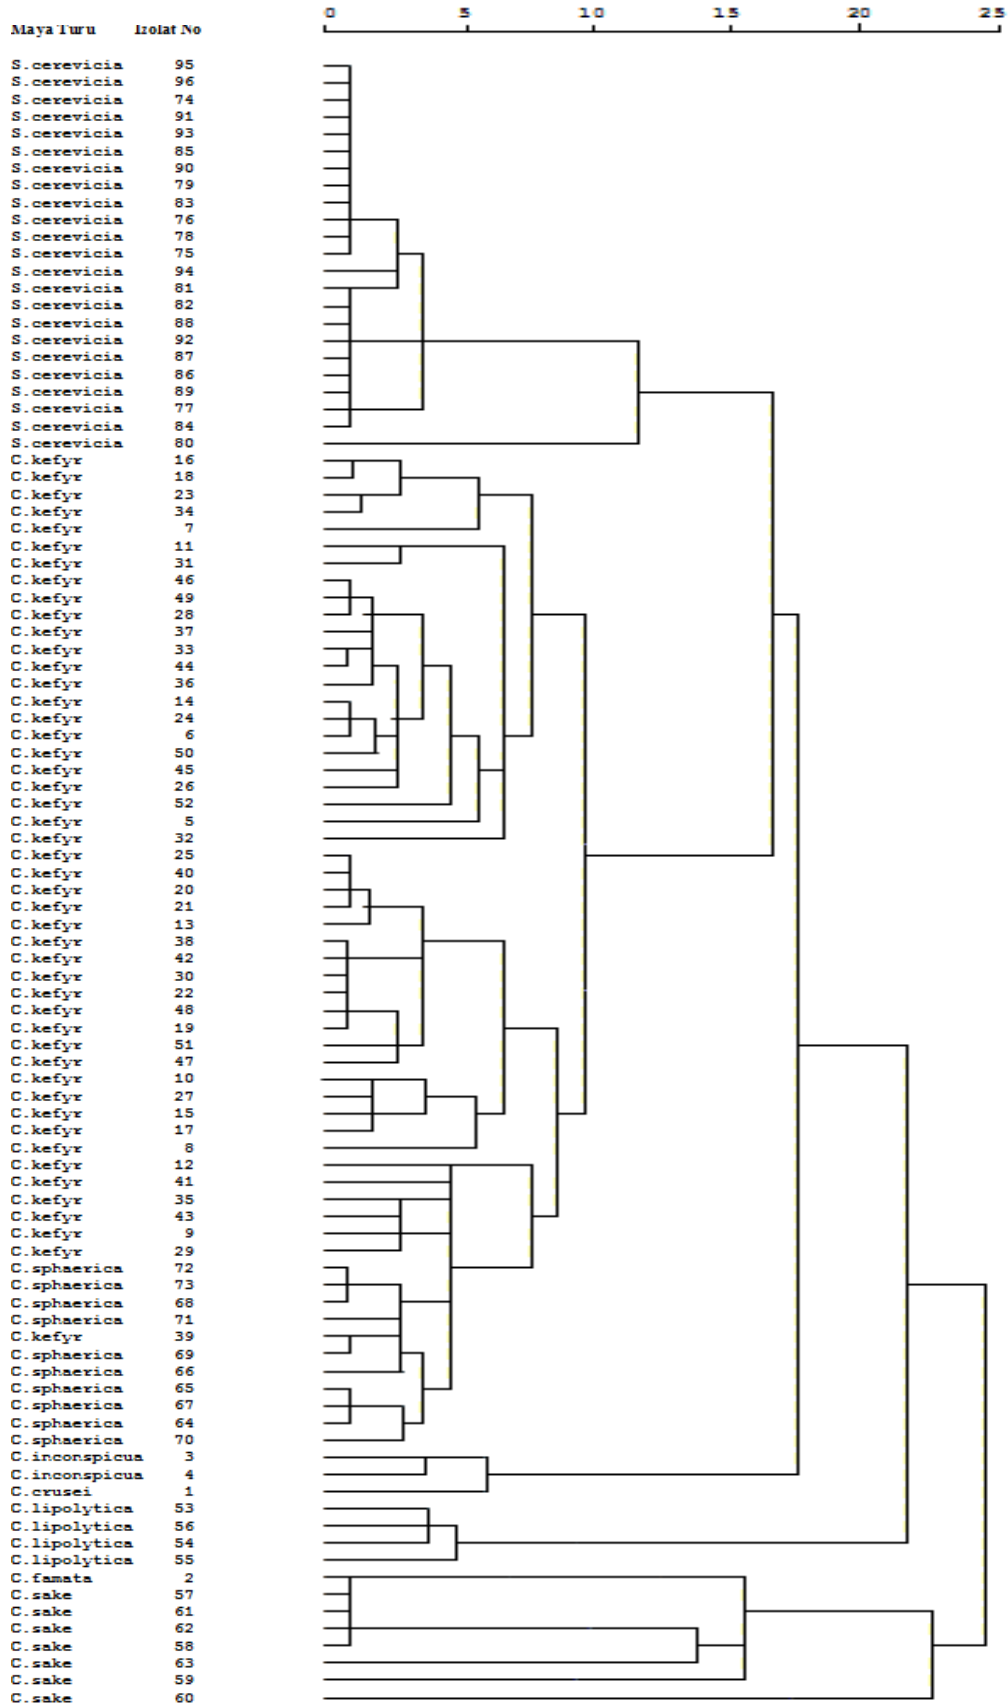 0 5 10 15 20 25
Maya Turu Izolat No
S.cerevicia 95
S.cerevicia 96
S.cerevicia 74
S.cerevicia 91
S.cerevicia 93
S.cerevicia 85
S.cerevicia 90
S.cerevicia 79
S.cerevicia 83
S.cerevicia 76
S.cerevicia 78
S.cerevicia 75
S.cerevicia 94
S.cerevicia 81
S.cerevicia 82
S.cerevicia 88
S.cerevicia 92
S.cerevicia 87
S.cerevicia 86
S.cerevicia 89
S.cerevicia 77
S.cerevicia 84
S.cerevicia 80
C.kefyr 16
C.kefyr 18
C.kefyr 23
C.kefyr 34
C.kefyr 7
C.kefyr 11
C.kefyr 31
C.kefyr 46
C.kefyr 49
C.kefyr 28
C.kefyr 37
C.kefyr 33
C.kefyr 44
C.kefyr 36
C.kefyr 14
C.kefyr 24
C.kefyr 6
C.kefyr 50
C.kefyr 45
C.kefyr 26
C.kefyr 52
C.kefyr 5
C.kefyr 32
C.kefyr 25
C.kefyr 40
C.kefyr 20
C.kefyr 21
C.kefyr 13
C.kefyr 38
C.kefyr 42
C.kefyr 30
C.kefyr 22
C.kefyr 48
C.kefyr 19
C.kefyr 51
C.kefyr 47
C.kefyr 10
C.kefyr 27
C.kefyr 15
C.kefyr 17
C.kefyr 8
C.kefyr 12
C.kefyr 41
C.kefyr 35
C.kefyr 43
C.kefyr 9
C.kefyr 29
C.sphaerica 72
C.sphaerica 73
C.sphaerica 68
C.sphaerica 71
C.kefyr 39
C.sphaerica 69
C.sphaerica 66
C.sphaerica 65
C.sphaerica 67
C.sphaerica 64
C.sphaerica 70
C.inconspicua 3
C.inconspicua 4
C.crusei 1
C.lipolytica 53
C.lipolytica 56
C.lipolytica 54
C.lipolytica 55
C.famata 2
C.sake 57
C.sake 61
C.sake 62
C.sake 58
C.sake 63
C.sake 59
C.sake 60